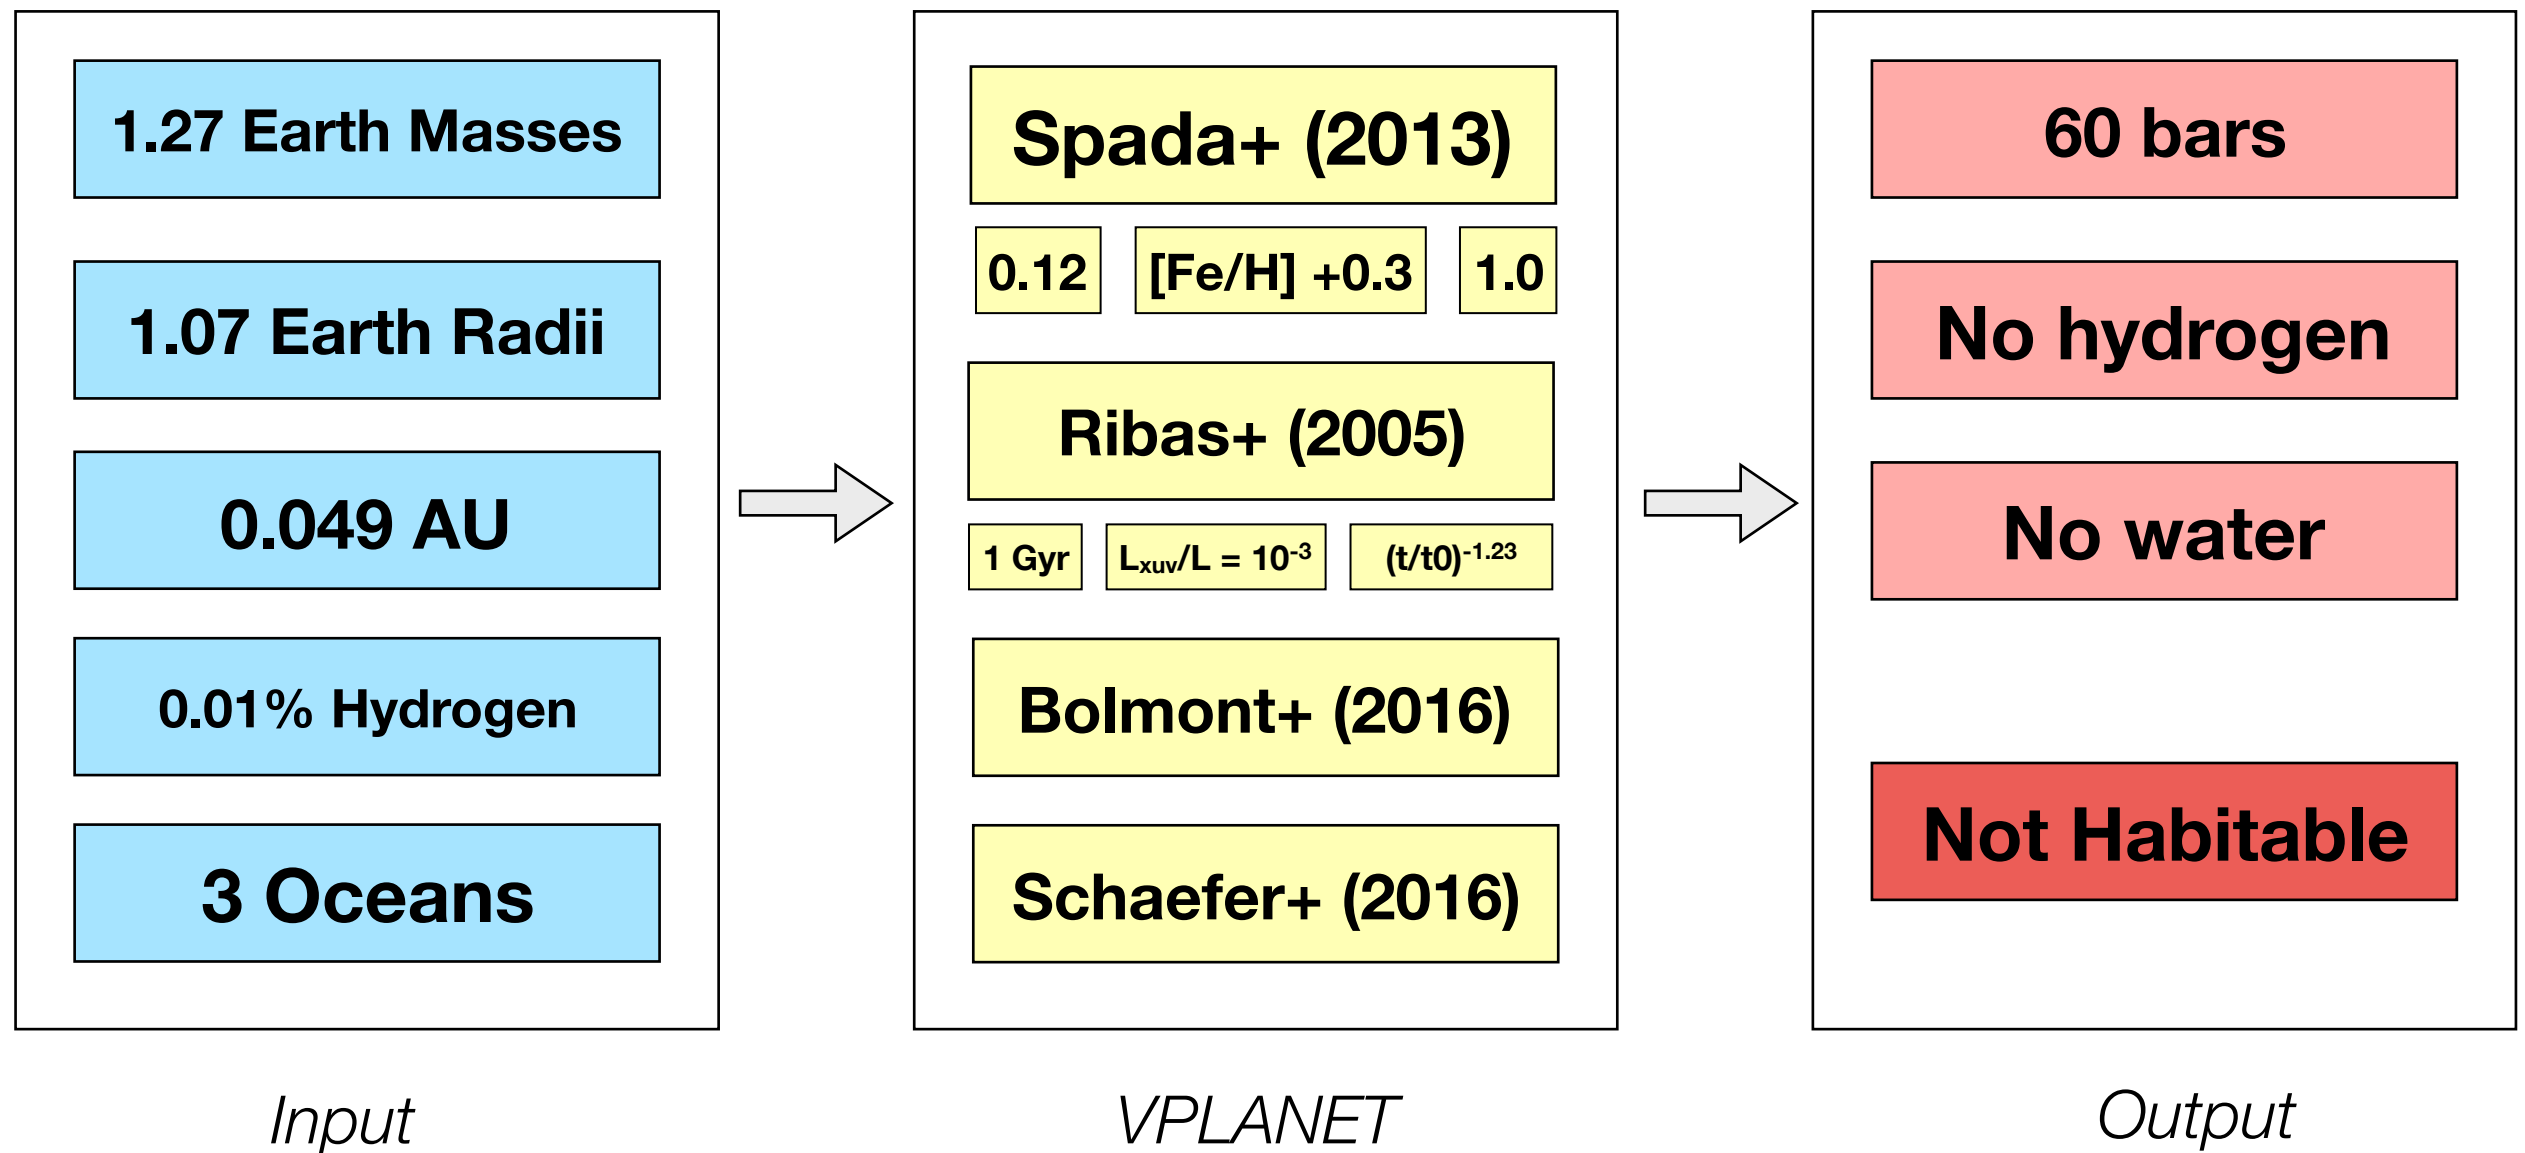 1.27 Earth Masses
1.07 Earth Radii
0.049 AU
0.01% Hydrogen
3 Oceans
Input
Spada+ (2013)
0.12
[Fe/H] +0.3
1.0
Ribas+ (2005)
1 Gyr
Lxuv/L = 10-3
(t/t0)-1.23
Bolmont+ (2016)
Schaefer+ (2016)
VPLANET
60 bars
No hydrogen
No water
Not Habitable
Output